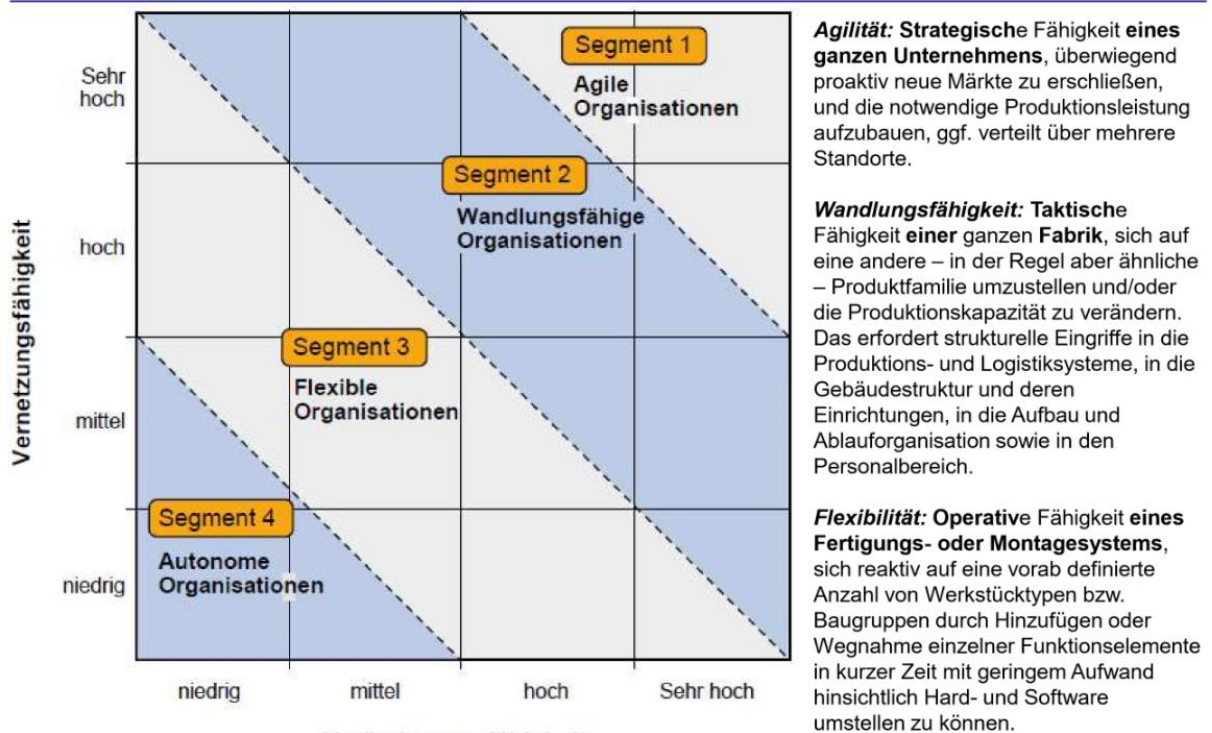 Vernetzungsfähigkeit
Sehr
hoch
hoch
mittel
niedrig
Segment 1
Agile
Organisationen
Segment 2
Wandlungsfähige
Organisationen
Segment 3
Flexible
Organisationen
Segment 4
Autonome
Organisationen
niedrig
mittel
hoch
Sehr hoch
Agilität: Strategische Fähigkeit eines
ganzen Unternehmens, überwiegend
proaktiv neue Märkte zu erschließen,
und die notwendige Produktionsleistung
aufzubauen, ggf. verteilt über mehrere
Standorte.
Wandlungsfähigkeit: Taktische
Fähigkeit einer ganzen Fabrik, sich auf
eine andere – in der Regel aber ähnliche
– Produktfamilie umzustellen und/oder
die Produktionskapazität zu verändern.
Das erfordert strukturelle Eingriffe in die
Produktions- und Logistiksysteme, in die
Gebäudestruktur und deren
Einrichtungen, in die Aufbau und
Ablauforganisation sowie in den
Personalbereich.
Flexibilität: Operative Fähigkeit eines
Fertigungs- oder Montagesystems,
sich reaktiv auf eine vorab definierte
Anzahl von Werkstücktypen bzw.
Baugruppen durch Hinzufügen oder
Wegnahme einzelner Funktionselemente
in kurzer Zeit mit geringem Aufwand
hinsichtlich Hard- und Software
umstellen zu können.